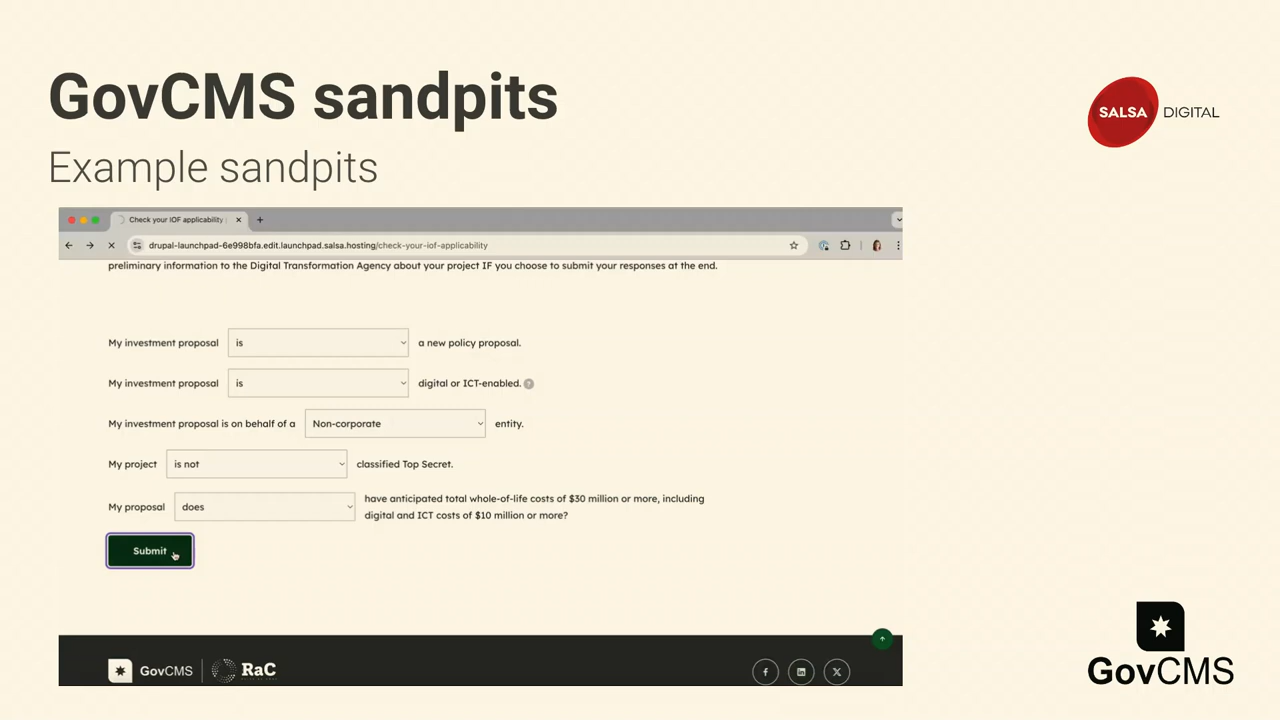 GovCMS sandpits
SALSA DIGITAL
Example sandpits
Check your IOF applicability
drupal-launchpad-6e998bfa.edit.launchpad.salsa.hosting/check-your-iof-applicability
preliminary information to the Digital Transformation Agency about your project IF you choose to submit your responses at the end.
My investment proposal is a new policy proposal.
My investment proposal is digital or ICT-enabled. ?
My investment proposal is on behalf of a Non-corporate entity.
My project is not classified Top Secret.
My proposal does have anticipated total whole-of-life costs of $30 million or more, including
digital and ICT costs of $10 million or more?
Submit
GovCMS RaC
GovCMS